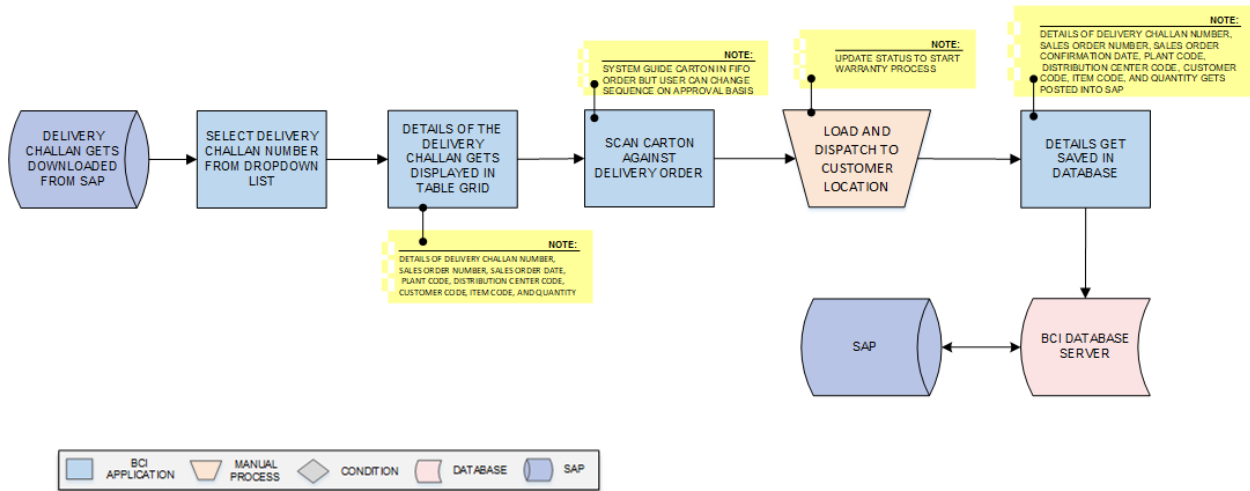 NOTE:
SYSTEM GUIDE CARTON IN FIFO
ORDER BUT USER CAN CHANGE
SEQUENCE ON APPROVAL BASIS
NOTE:
UPDATE STATUS TO START
WARRANTY PROCESS
NOTE:
DETAILS OF DELIVERY CHALLAN NUMBER,
SALES ORDER NUMBER, SALES ORDER
CONFIRMATION DATE, PLANT CODE,
DISTRIBUTION CENTER CODE, CUSTOMER
CODE, ITEM CODE, AND QUANTITY GETS
POSTED INTO SAP
DELIVERY
CHALLAN GETS
DOWNLOADED
FROM SAP
SELECT DELIVERY
CHALLAN NUMBER
FROM DROPDOWN
LIST
DETAILS OF THE
DELIVERY
CHALLAN GETS
DISPLAYED IN
TABLE GRID
SCAN CARTON
AGAINST
DELIVERY ORDER
LOAD AND
DISPATCH TO
CUSTOMER
LOCATION
DETAILS GET
SAVED IN
DATABASE
NOTE:
DETAILS OF DELIVERY CHALLAN NUMBER,
SALES ORDER NUMBER, SALES ORDER DATE,
PLANT CODE, DISTRIBUTION CENTER CODE,
CUSTOMER CODE, ITEM CODE, AND QUANTITY
SAP
BCI DATABASE
SERVER
BCI
APPLICATION
MANUAL
PROCESS
CONDITION
DATABASE
SAP